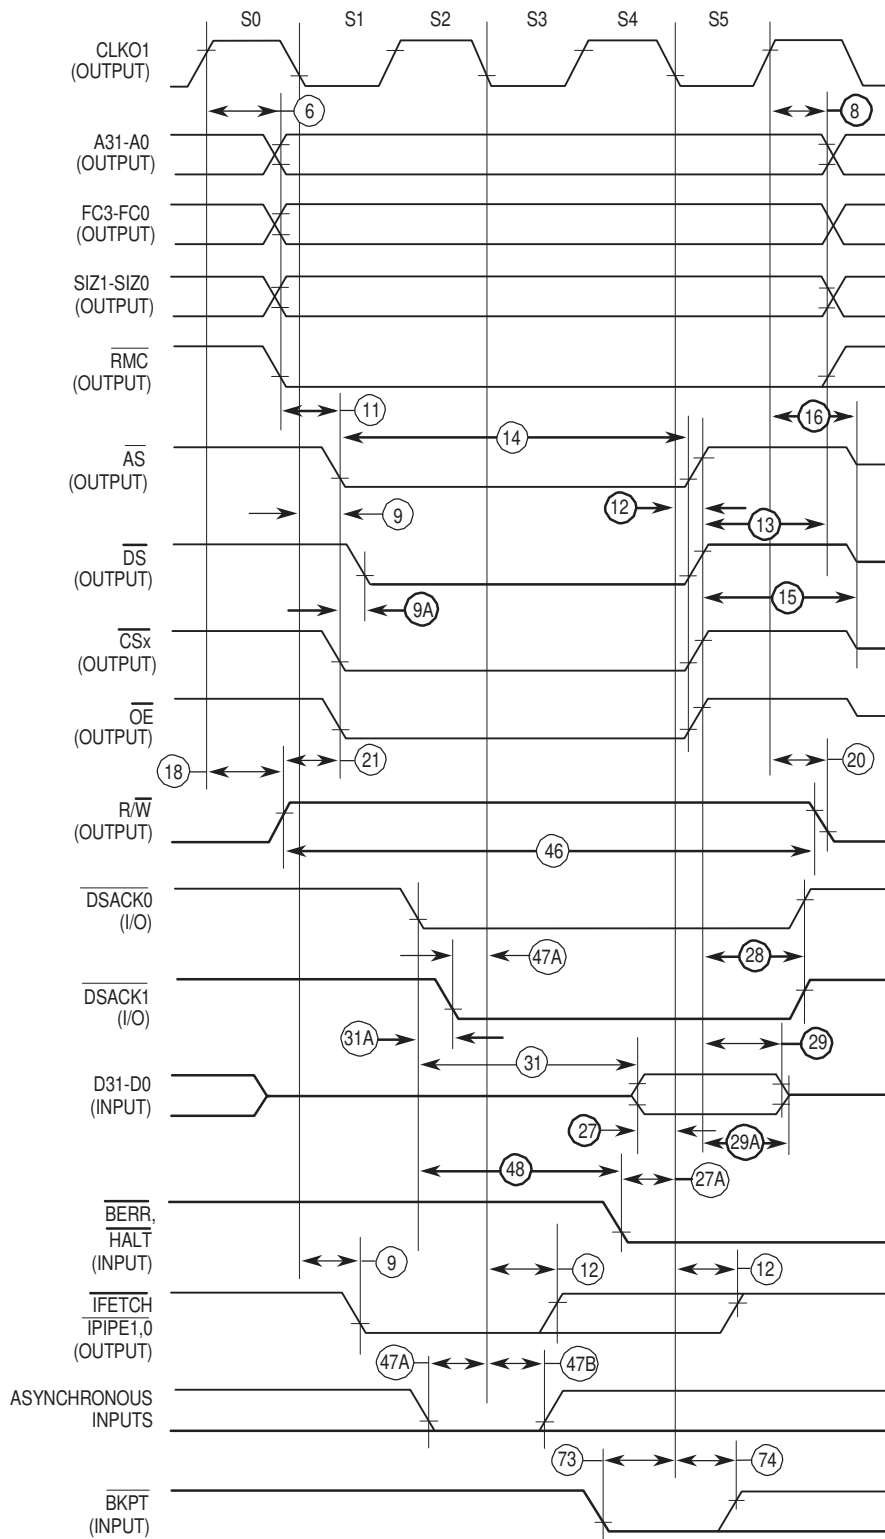 S0 S1 S2 S3 S4 S5
CLKO1
(OUTPUT)
6 8
A31-A0
(OUTPUT)
FC3-FC0
(OUTPUT)
SIZ1-SIZ0
(OUTPUT)
RMC
(OUTPUT)
11 16
14
AS
(OUTPUT)
9 12 13
DS
(OUTPUT)
9A 15
CSx
(OUTPUT)
OE
(OUTPUT)
18 21 20
R/W
(OUTPUT)
46
DSACK0
(I/O)
47A 28
DSACK1
(I/O)
31A 31 29
D31-D0
(INPUT)
27 29A
48 27A
BERR,
HALT
(INPUT)
9 12 12
IFETCH
IPIPE1,0
(OUTPUT)
47A 47B
ASYNCHRONOUS
INPUTS
73 74
BKPT
(INPUT)